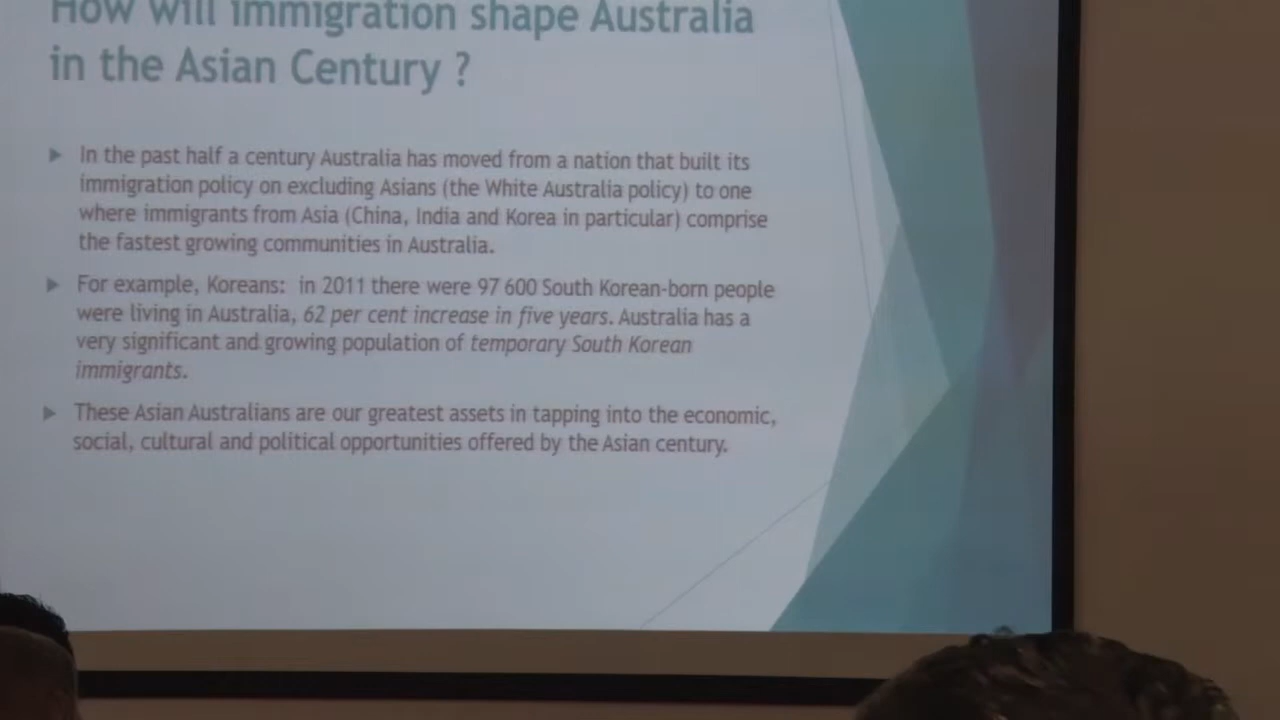 How will immigration shape Australia
in the Asian Century ?
In the past half a century Australia has moved from a nation that built its
immigration policy on excluding Asians (the White Australia policy) to one
where immigrants from Asia (China, India and Korea in particular) comprise
the fastest growing communities in Australia.
For example, Koreans: in 2011 there were 97 600 South Korean-born people
were living in Australia, 62 per cent increase in five years. Australia has a
very significant and growing population of temporary South Korean
immigrants.
These Asian Australians are our greatest assets in tapping into the economic,
social, cultural and political opportunities offered by the Asian century.